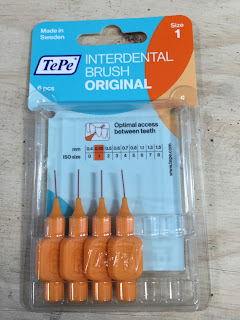 Made in
Sweden
Size
1
TePe
INTERDENTAL
BRUSH
ORIGINAL
6 pcs
Optimal access
between teeth
mm 0.4 0.45 0.5 0.6 0.7 0.8 1.1 1.3 1.5
ISO size 0 1 2 3 4 5 6 7 8
www.tepe.com